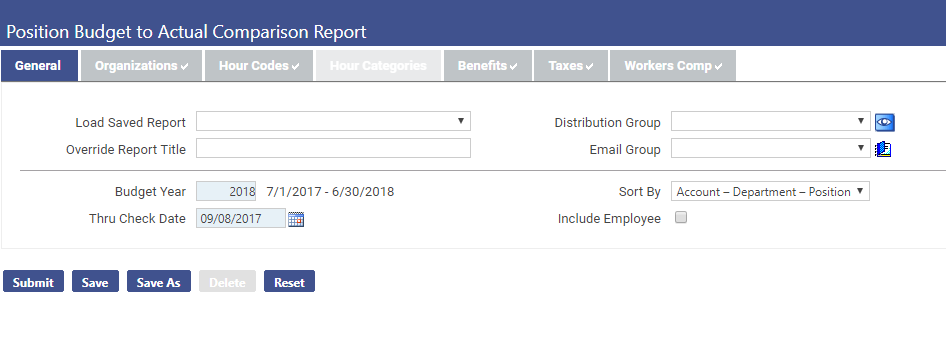 Position Budget to Actual Comparison Report
General Organizations Hour Codes Hour Categories Benefits Taxes Workers Comp
Load Saved Report Distribution Group
Override Report Title Email Group
Budget Year 2018 7/1/2017 - 6/30/2018 Sort By Account – Department – Position
Thru Check Date 09/08/2017 Include Employee
Submit Save Save As Delete Reset